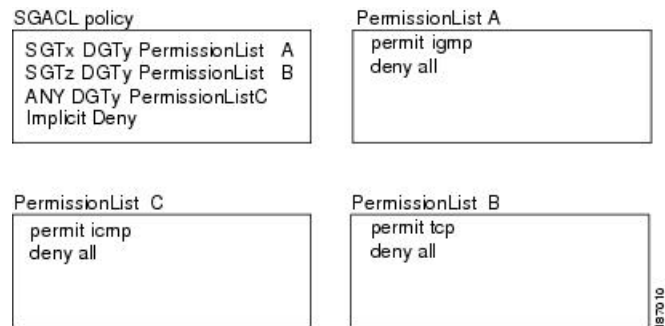 SGACL policy
SGTx DGTy PermissionList A
SGTz DGTy PermissionList B
ANY DGTy PermissionListC
Implicit Deny
PermissionList A
permit igmp
deny all
PermissionList C
permit icmp
deny all
PermissionList B
permit tcp
deny all
187010